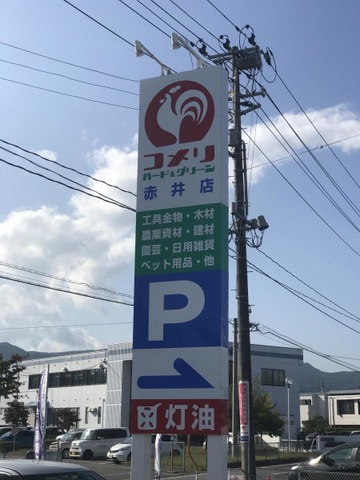 コメリ
ハード&グリーン
赤井店
工具金物・木材
農業資材・建材
園芸・日用雑貨
ペット用品・他
P
灯油